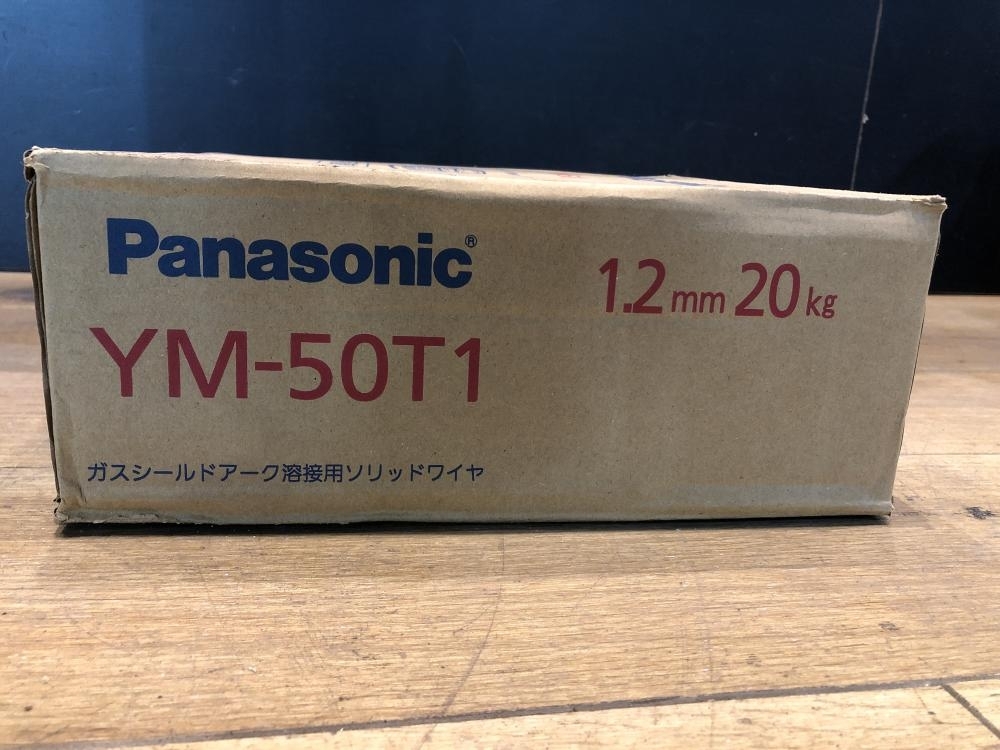 Panasonic®
1.2mm 20kg
YM-50T1
ガスシールドアーク溶接用ソリッドワイヤ